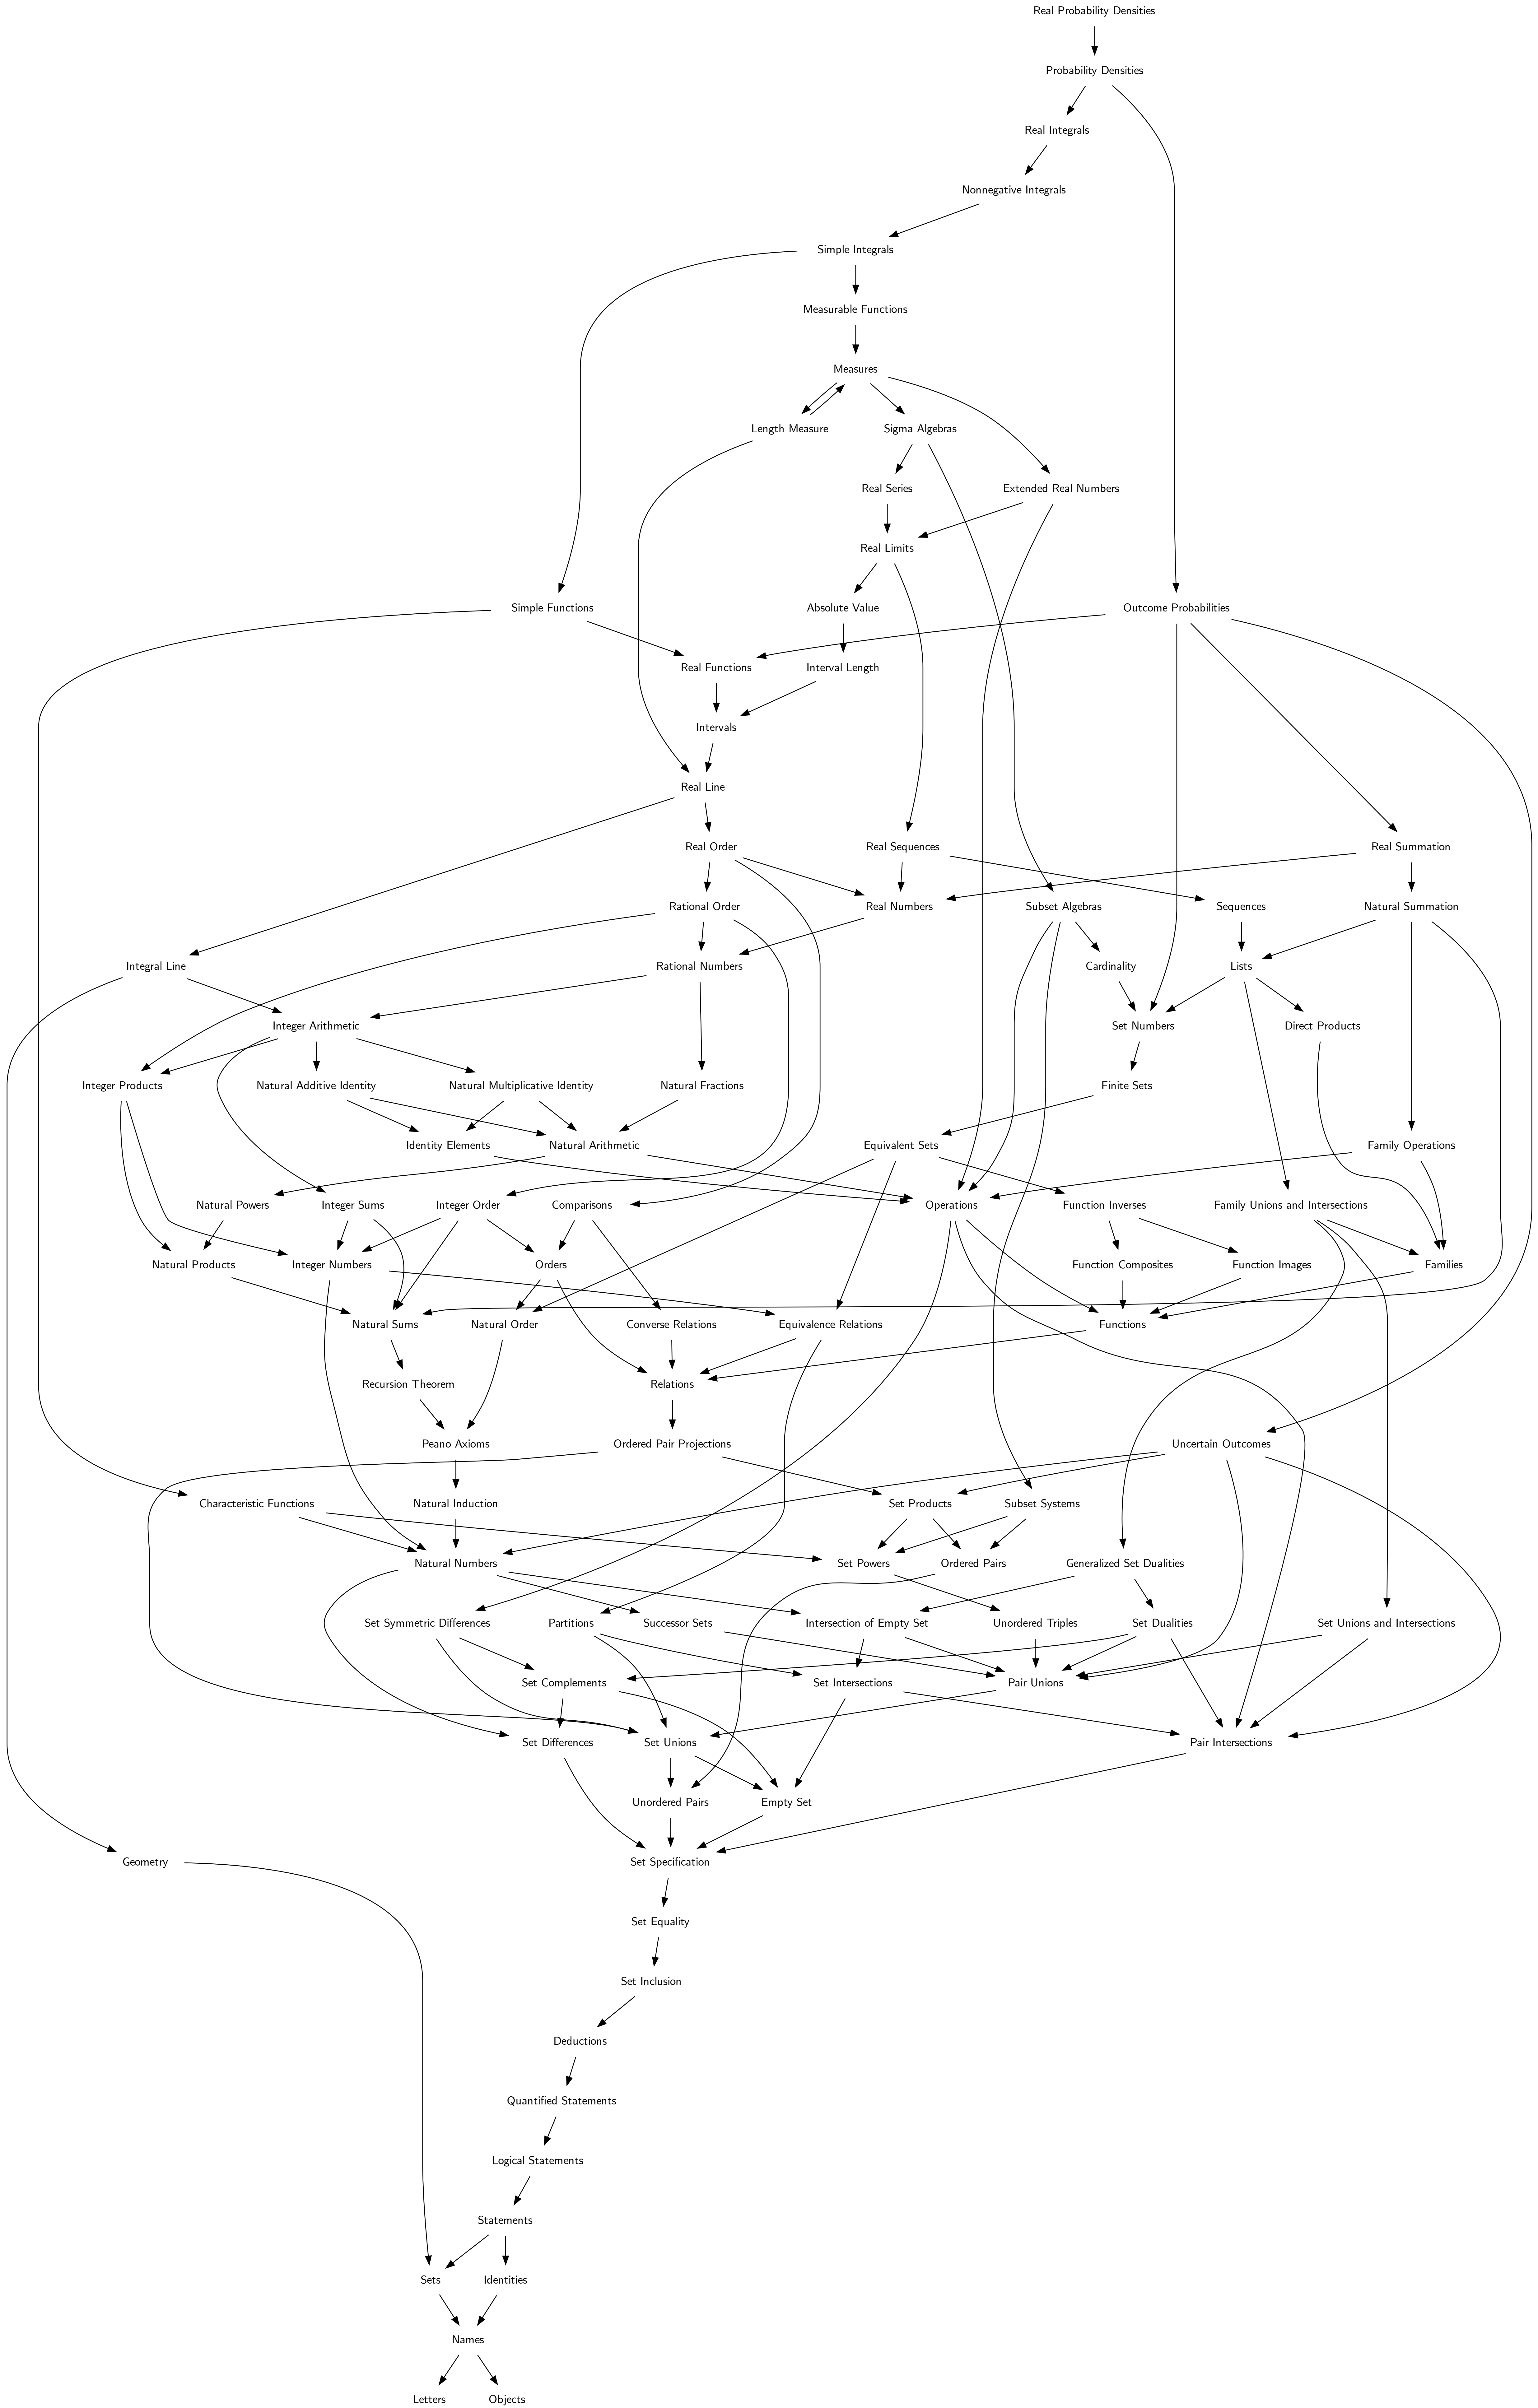 Real Probability Densities
Probability Densities
Real Integrals
Nonnegative Integrals
Simple Integrals
Measurable Functions
Measures
Length Measure
Sigma Algebras
Real Series
Extended Real Numbers
Real Limits
Simple Functions
Absolute Value
Outcome Probabilities
Real Functions
Interval Length
Intervals
Real Line
Real Order
Real Sequences
Real Summation
Rational Order
Real Numbers
Subset Algebras
Sequences
Natural Summation
Integral Line
Rational Numbers
Cardinality
Lists
Integer Arithmetic
Set Numbers
Direct Products
Integer Products
Natural Additive Identity
Natural Multiplicative Identity
Natural Fractions
Finite Sets
Identity Elements
Natural Arithmetic
Equivalent Sets
Family Operations
Natural Powers
Integer Sums
Integer Order
Comparisons
Operations
Function Inverses
Family Unions and Intersections
Natural Products
Integer Numbers
Orders
Function Composites
Function Images
Families
Natural Sums
Natural Order
Converse Relations
Equivalence Relations
Functions
Recursion Theorem
Relations
Peano Axioms
Ordered Pair Projections
Uncertain Outcomes
Characteristic Functions
Natural Induction
Set Products
Subset Systems
Natural Numbers
Set Powers
Ordered Pairs
Generalized Set Dualities
Set Symmetric Differences
Partitions
Successor Sets
Intersection of Empty Set
Unordered Triples
Set Dualities
Set Unions and Intersections
Set Complements
Set Intersections
Pair Unions
Set Differences
Set Unions
Pair Intersections
Unordered Pairs
Empty Set
Geometry
Set Specification
Set Equality
Set Inclusion
Deductions
Quantified Statements
Logical Statements
Statements
Sets
Identities
Names
Letters
Objects